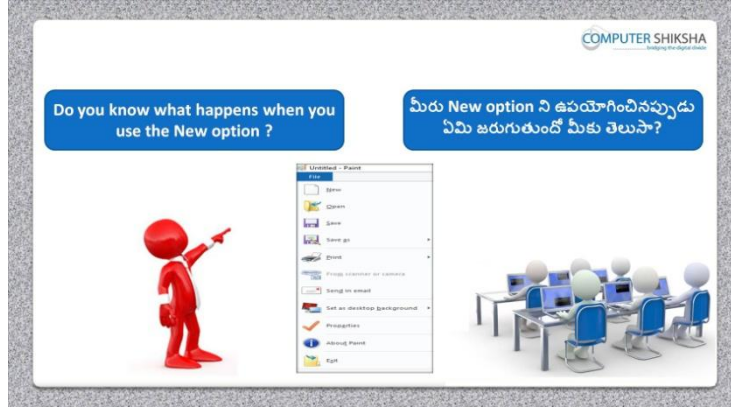 COMPUTER SHIKSHA
bridging the digital divide
Do you know what happens when you
use the New option ?
మీరు New option ని ఉపయోగించినప్పుడు
ఏమి జరుగుతుందో మీకు తెలుసా?
Untitled - Paint
File
New
Open
Save
Save as
Print
From scanner or camera
Send in email
Set as desktop background
Properties
About Paint
Exit